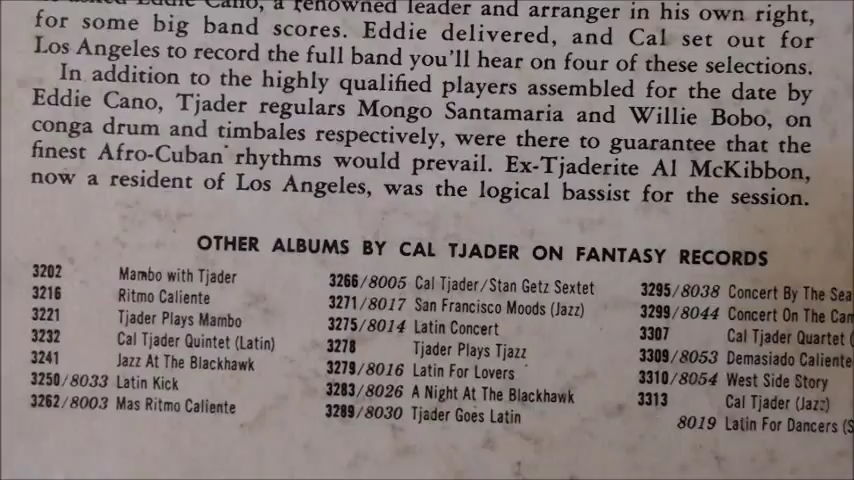 Eddie Cano, a renowned leader and arranger in his own right,
for some big band scores. Eddie delivered, and Cal set out for
Los Angeles to record the full band you'll hear on four of these selections.
In addition to the highly qualified players assembled for the date by
Eddie Cano, Tjader regulars Mongo Santamaria and Willie Bobo, on
conga drum and timbales respectively, were there to guarantee that the
finest Afro-Cuban rhythms would prevail. Ex-Tjaderite Al McKibbon,
now a resident of Los Angeles, was the logical bassist for the session.
OTHER ALBUMS BY CAL TJADER ON FANTASY RECORDS
3202 Mambo with Tjader
3216 Ritmo Caliente
3221 Tjader Plays Mambo
3232 Cal Tjader Quintet (Latin)
3241 Jazz At The Blackhawk
3250/8033 Latin Kick
3262/8003 Mas Ritmo Caliente
3266/8005 Cal Tjader/Stan Getz Sextet
3271/8017 San Francisco Moods (Jazz)
3275/8014 Latin Concert
3278 Tjader Plays Tjazz
3279/8016 Latin For Lovers
3283/8026 A Night At The Blackhawk
3289/8030 Tjader Goes Latin
3295/8038 Concert By The Sea
3299/8044 Concert On The Cam
3307 Cal Tjader Quartet (
3309/8053 Demasiado Caliente
3310/8054 West Side Story
3313 Cal Tjader (Jazz)
8019 Latin For Dancers (S